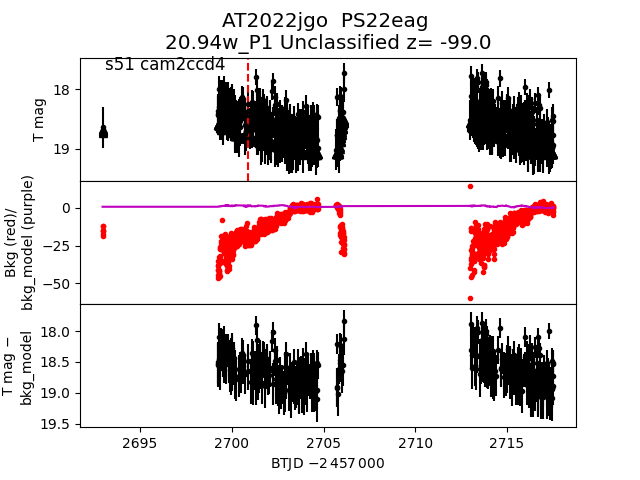 AT2022jgo  PS22eag
20.94w_P1 Unclassified z= -99.0
s51 cam2ccd4
T mag
18
19
Bkg (red)/
bkg_model (purple)
0
−25
−50
T mag −
bkg_model
18.0
18.5
19.0
19.5
2695
2700
2705
2710
2715
BTJD −2 457 000